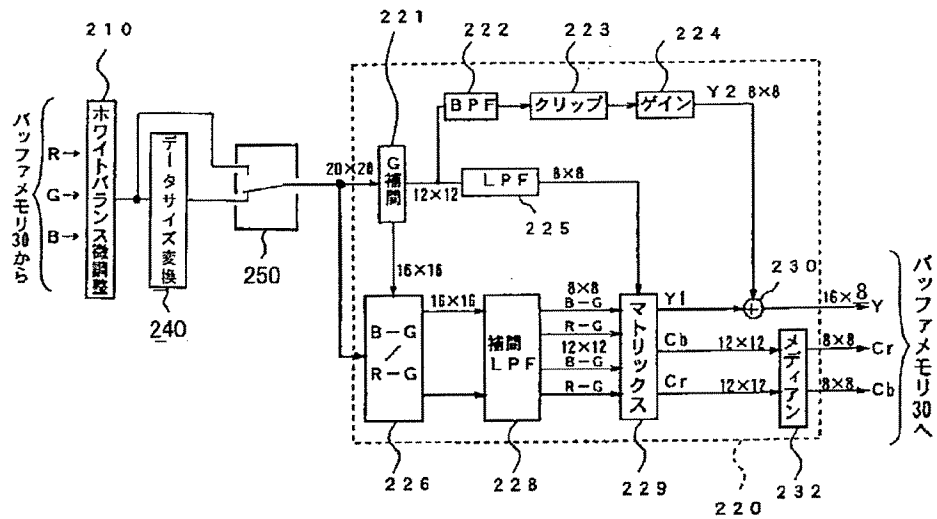 210
221
222
223
224
バッファメモリ30から
R→
G→
B→
ホワイトバランス微調整
データサイズ変換
240
250
20×20
G補間
12×12
BPF
クリップ
ゲイン
Y2 8×8
LPF
8×8
225
16×16
B-G
/
R-G
16×16
補間
LPF
8×8
B-G
R-G
12×12
B-G
R-G
マトリックス
Y1
Cb
12×12
Cr
12×12
230
16×8
Y
メディアン
8×8
Cr
8×8
Cb
バッファメモリ30へ
226
228
229
220
232